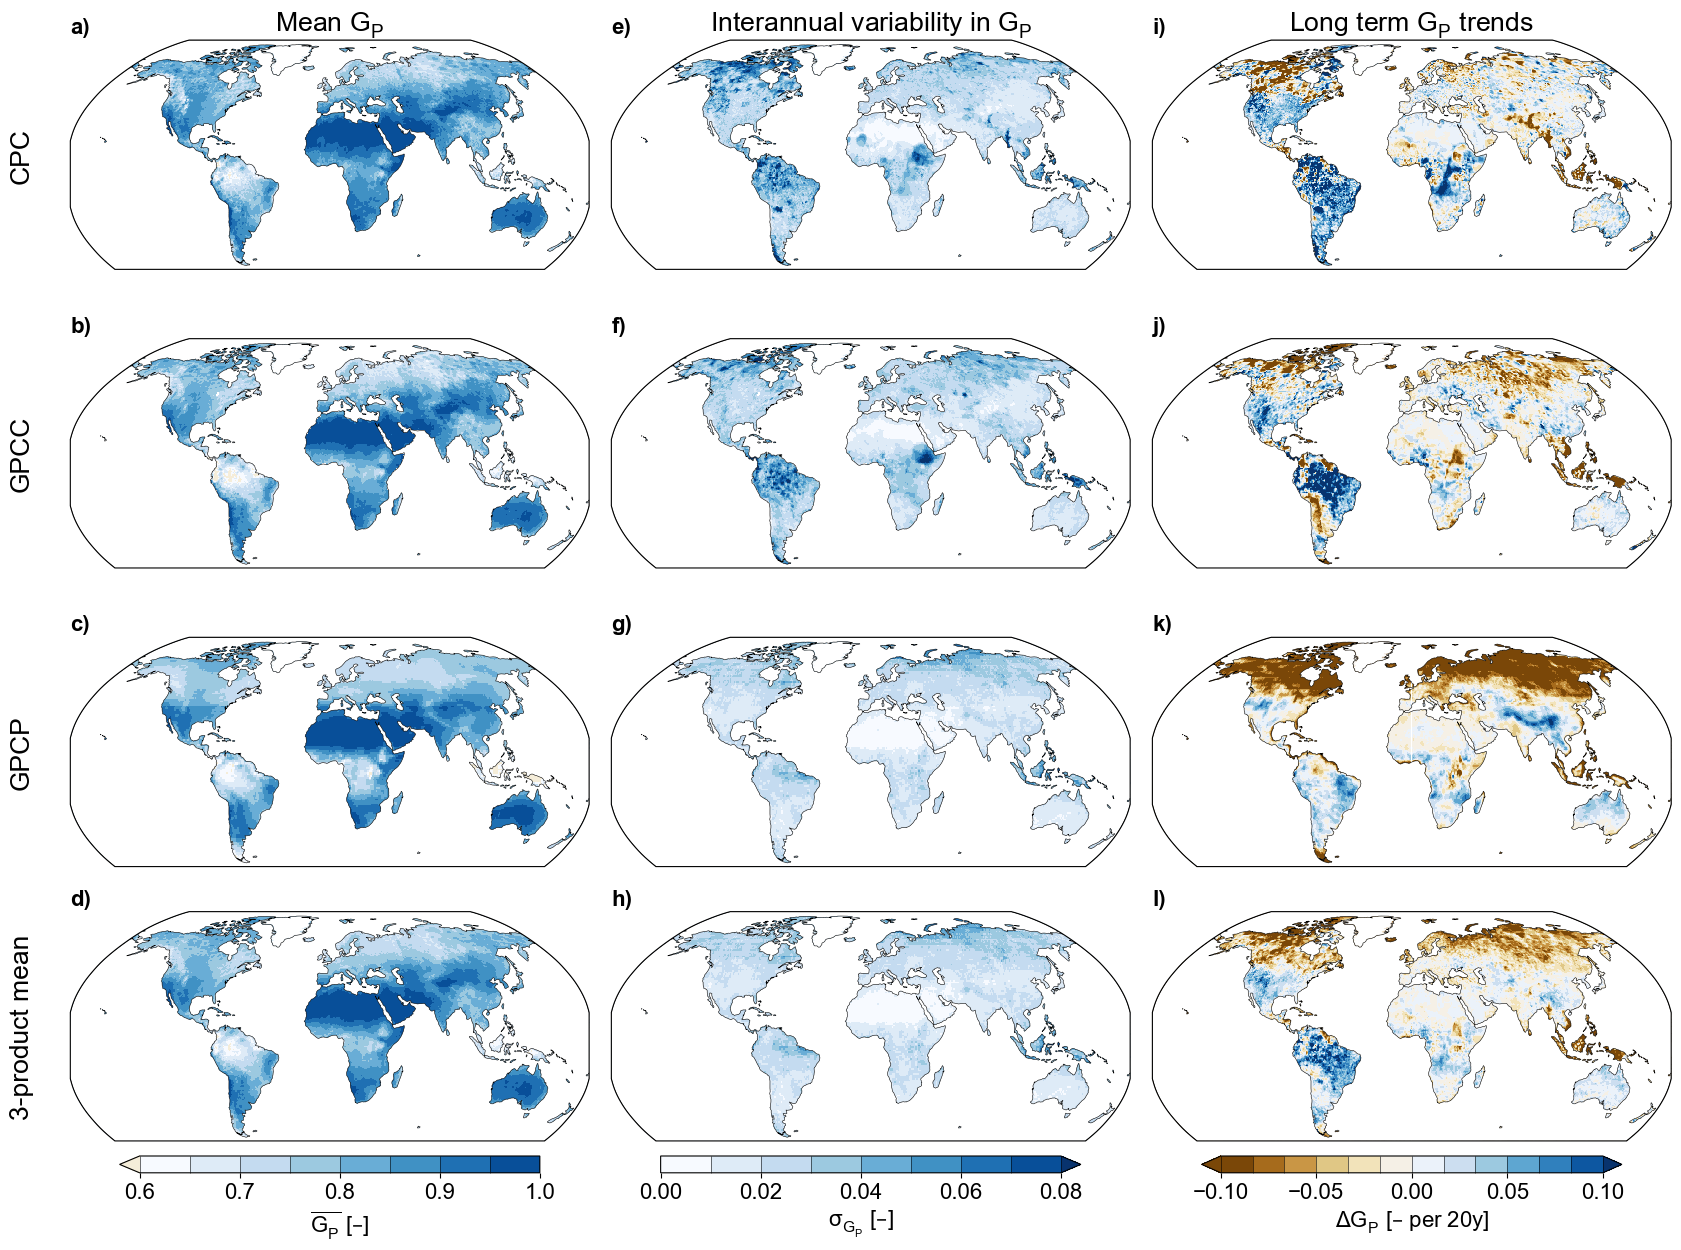 a) Mean G_P
e) Interannual variability in G_P
i) Long term G_P trends
CPC
b)
f)
j)
GPCC
c)
g)
k)
GPCP
d)
h)
l)
3-product mean
0.6 0.7 0.8 0.9 1.0
G_P [–]
0.00 0.02 0.04 0.06 0.08
σ_G_P [–]
−0.10 −0.05 0.00 0.05 0.10
ΔG_P [– per 20y]